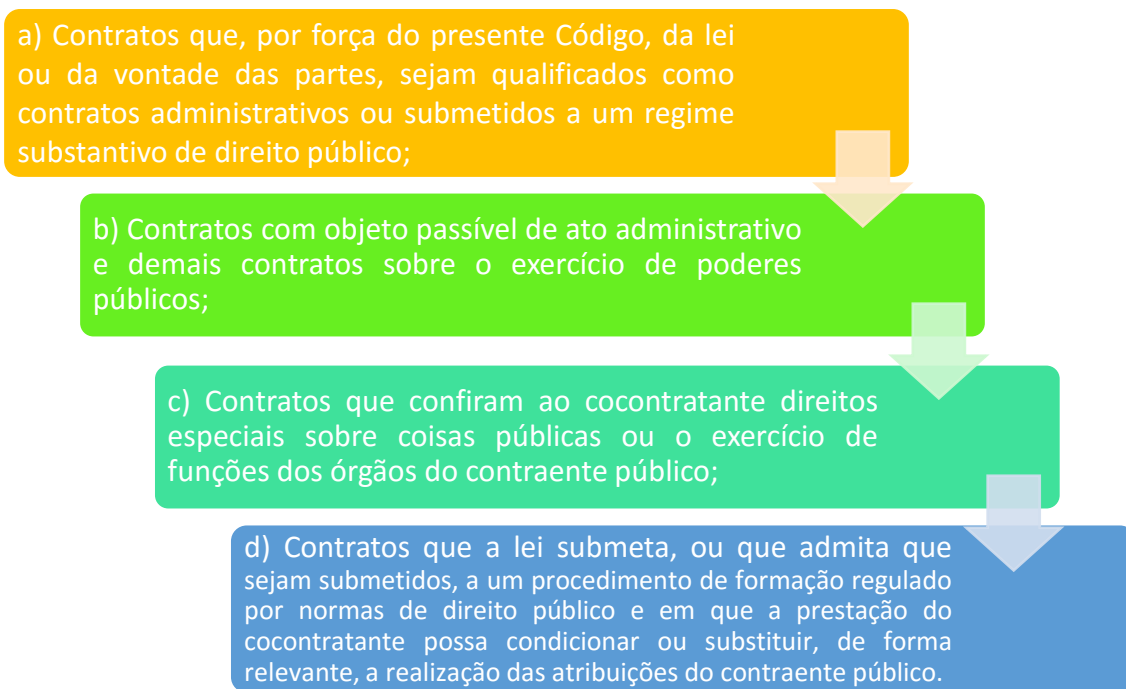 a) Contratos que, por força do presente Código, da lei
ou da vontade das partes, sejam qualificados como
contratos administrativos ou submetidos a um regime
substantivo de direito público;
b) Contratos com objeto passível de ato administrativo
e demais contratos sobre o exercício de poderes
públicos;
c) Contratos que confiram ao cocontratante direitos
especiais sobre coisas públicas ou o exercício de
funções dos órgãos do contraente público;
d) Contratos que a lei submeta, ou que admita que
sejam submetidos, a um procedimento de formação regulado
por normas de direito público e em que a prestação do
cocontratante possa condicionar ou substituir, de forma
relevante, a realização das atribuições do contraente público.